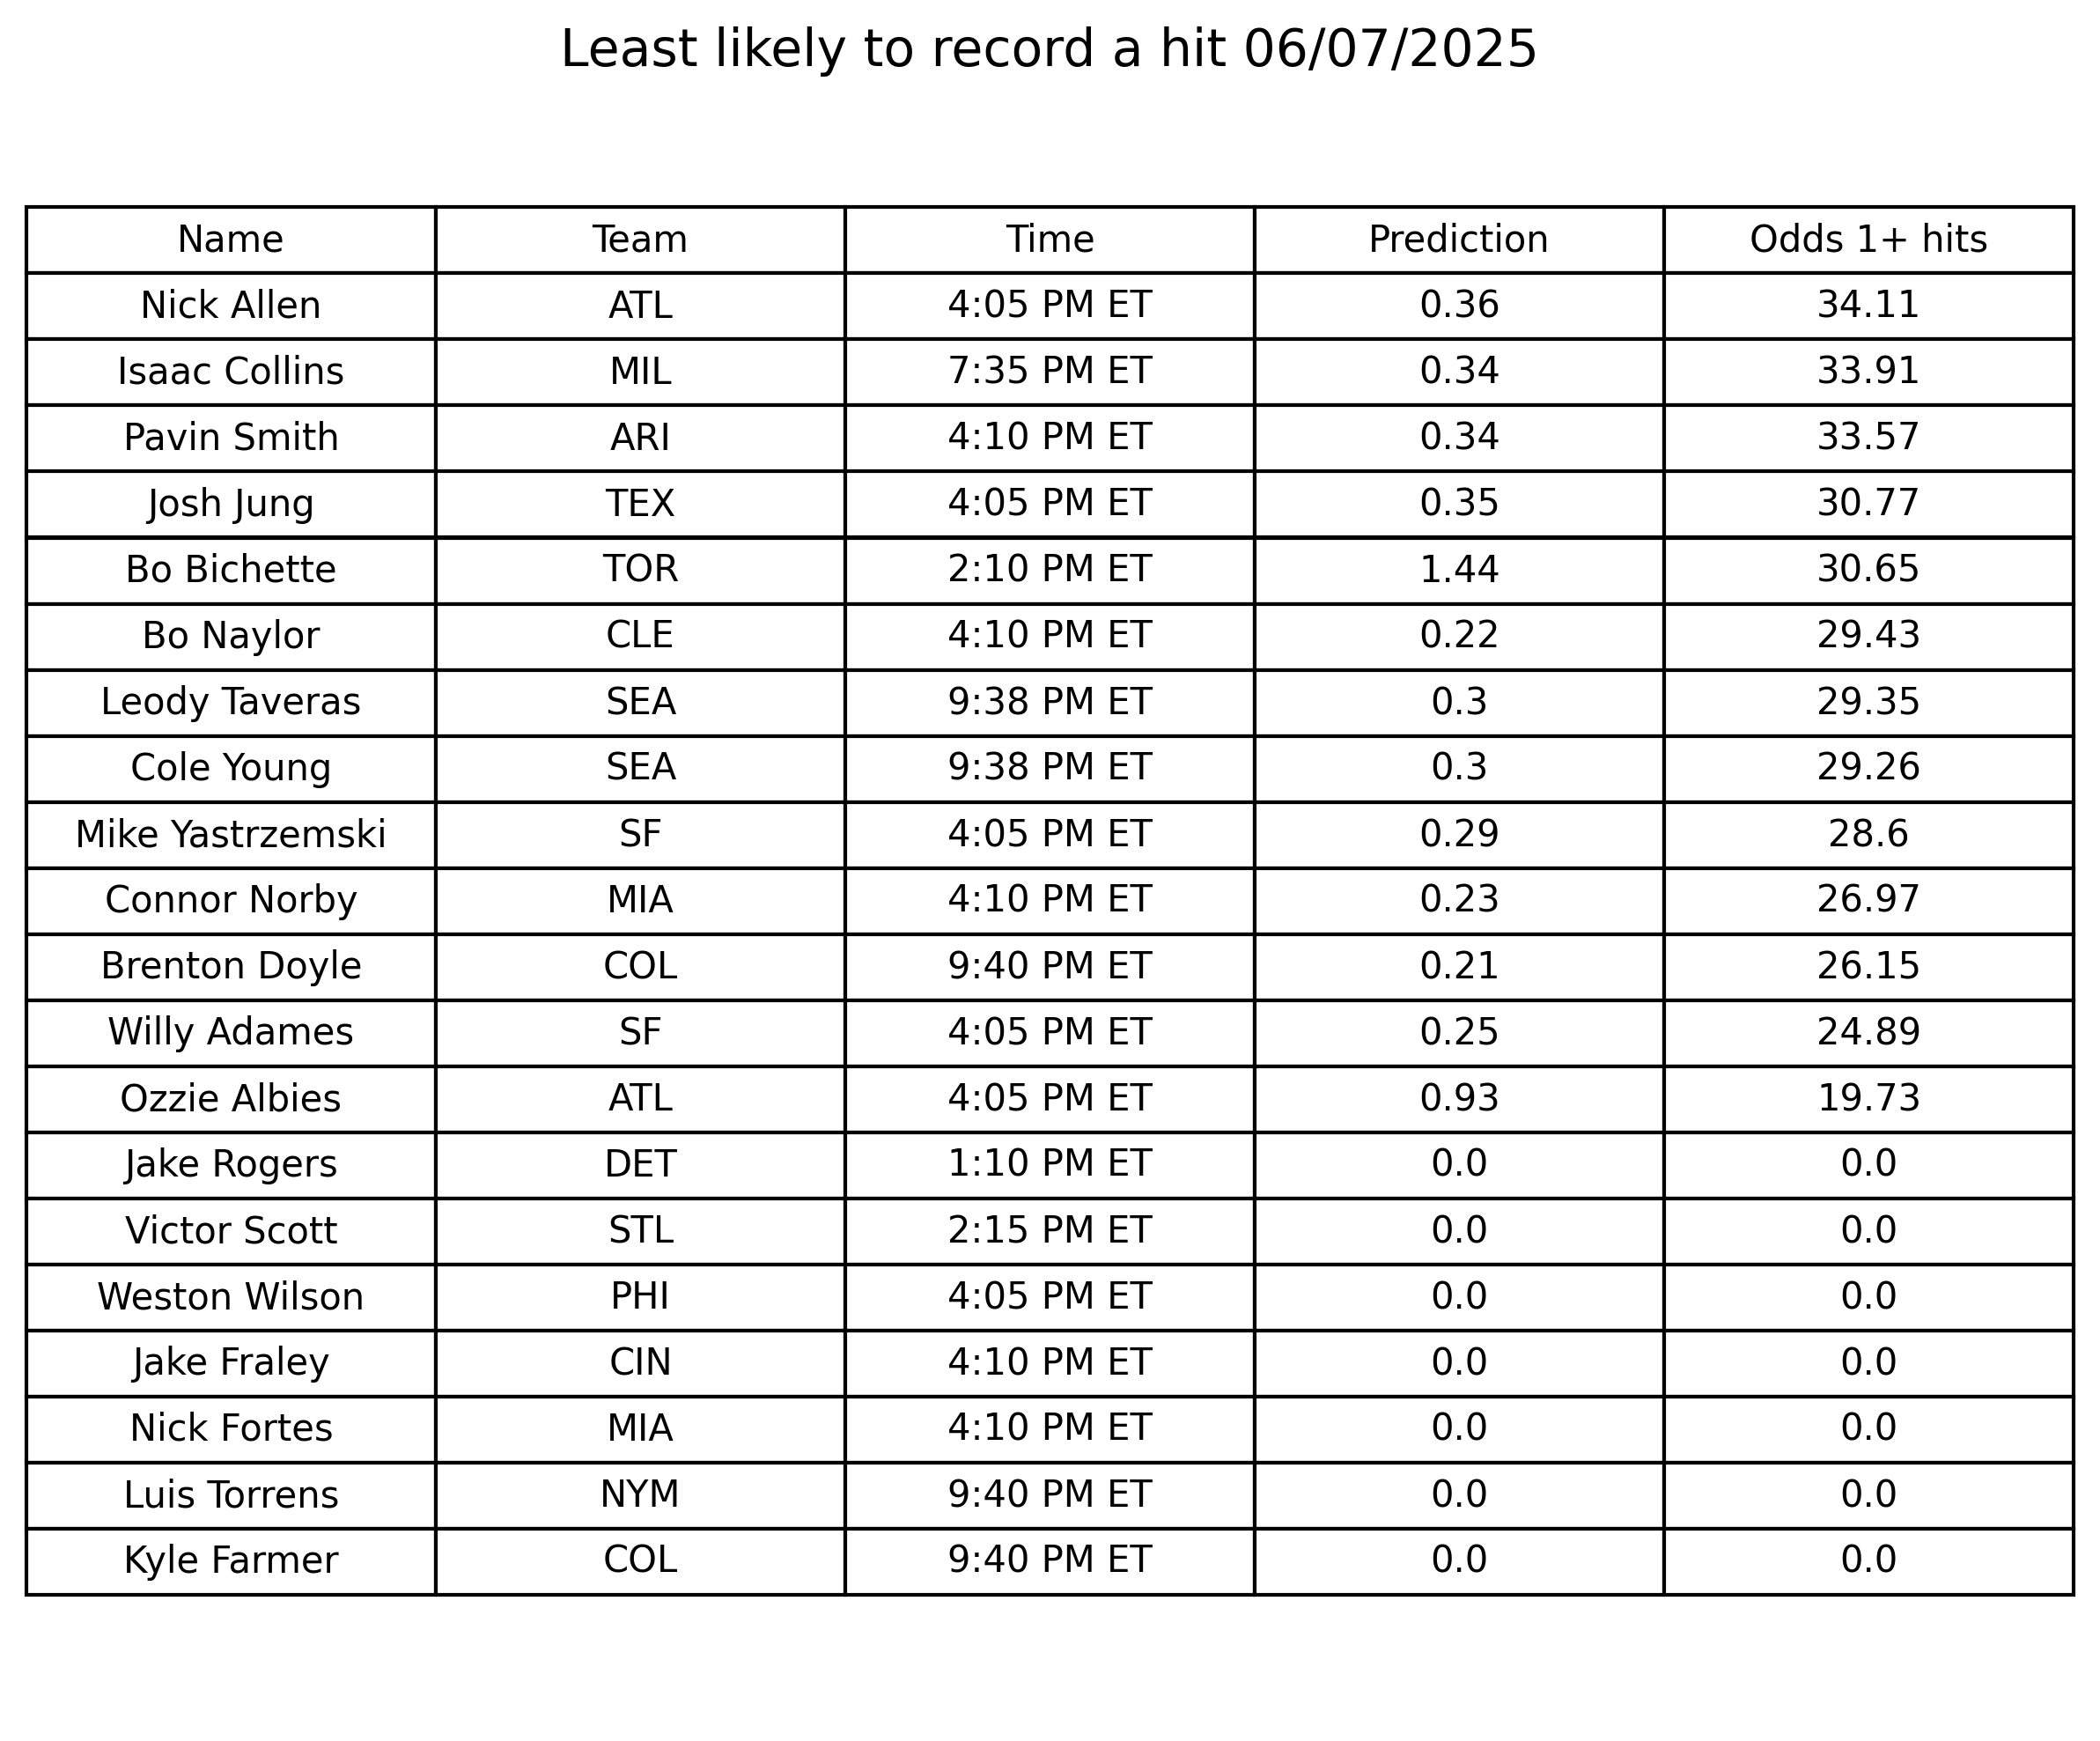 Least likely to record a hit 06/07/2025
Name Team Time Prediction Odds 1+ hits
Nick Allen ATL 4:05 PM ET 0.36 34.11
Isaac Collins MIL 7:35 PM ET 0.34 33.91
Pavin Smith ARI 4:10 PM ET 0.34 33.57
Josh Jung TEX 4:05 PM ET 0.35 30.77
Bo Bichette TOR 2:10 PM ET 1.44 30.65
Bo Naylor CLE 4:10 PM ET 0.22 29.43
Leody Taveras SEA 9:38 PM ET 0.3 29.35
Cole Young SEA 9:38 PM ET 0.3 29.26
Mike Yastrzemski SF 4:05 PM ET 0.29 28.6
Connor Norby MIA 4:10 PM ET 0.23 26.97
Brenton Doyle COL 9:40 PM ET 0.21 26.15
Willy Adames SF 4:05 PM ET 0.25 24.89
Ozzie Albies ATL 4:05 PM ET 0.93 19.73
Jake Rogers DET 1:10 PM ET 0.0 0.0
Victor Scott STL 2:15 PM ET 0.0 0.0
Weston Wilson PHI 4:05 PM ET 0.0 0.0
Jake Fraley CIN 4:10 PM ET 0.0 0.0
Nick Fortes MIA 4:10 PM ET 0.0 0.0
Luis Torrens NYM 9:40 PM ET 0.0 0.0
Kyle Farmer COL 9:40 PM ET 0.0 0.0